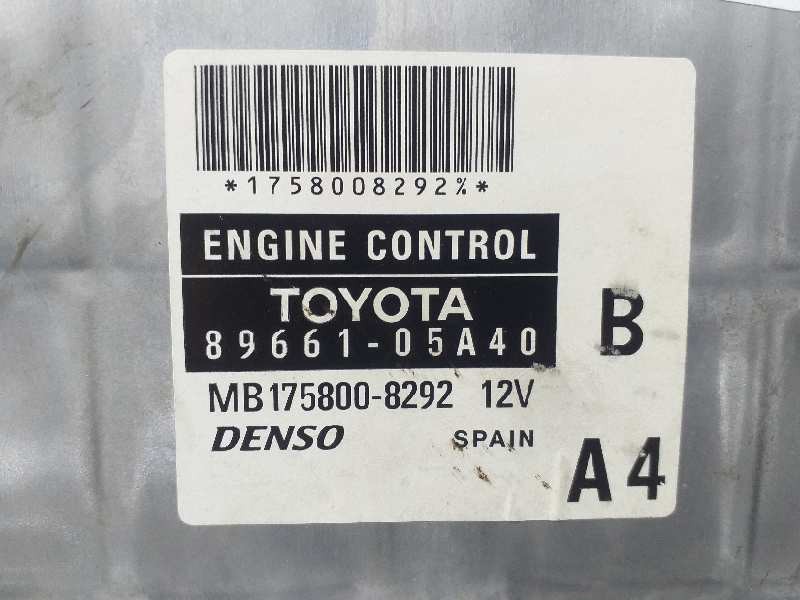 *1758008292%*
ENGINE CONTROL
TOYOTA
89661-05A40
B
MB175800-8292 12V
DENSO SPAIN
A4